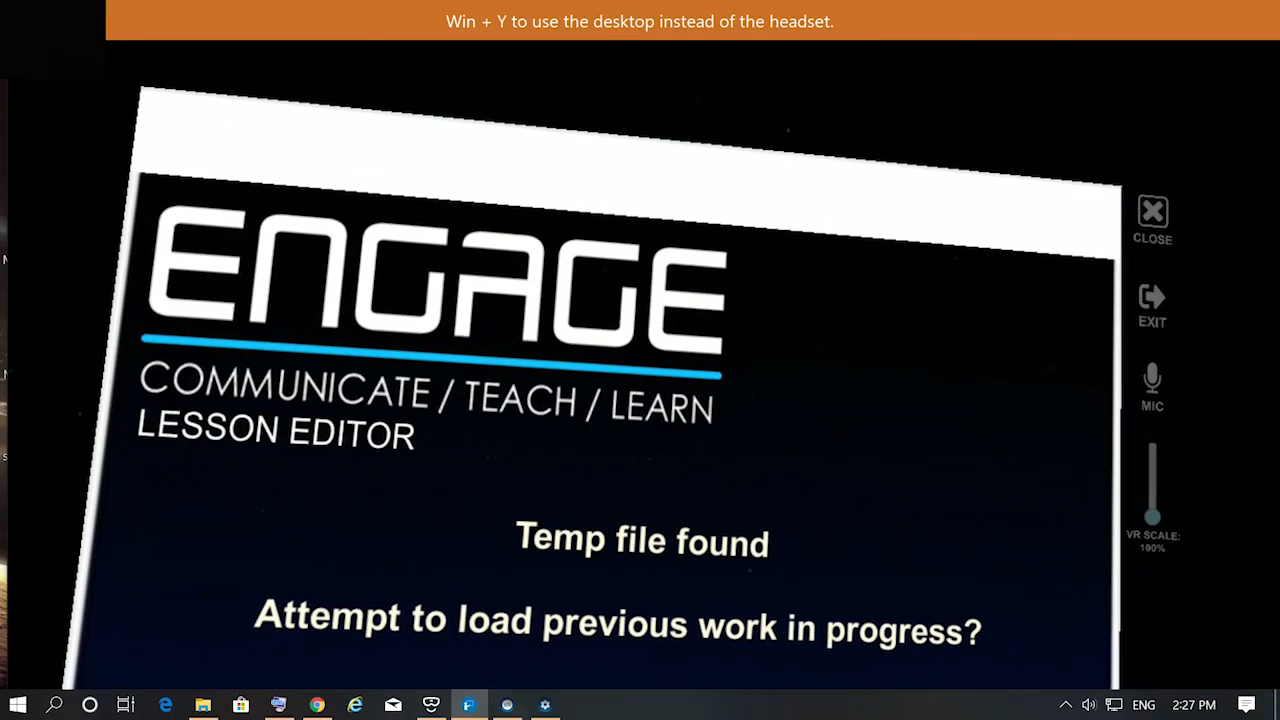 Win + Y to use the desktop instead of the headset.
ENGAGE
COMMUNICATE / TEACH / LEARN
LESSON EDITOR
Temp file found
Attempt to load previous work in progress?
CLOSE
EXIT
MIC
VR SCALE:
100%
ENG
2:27 PM